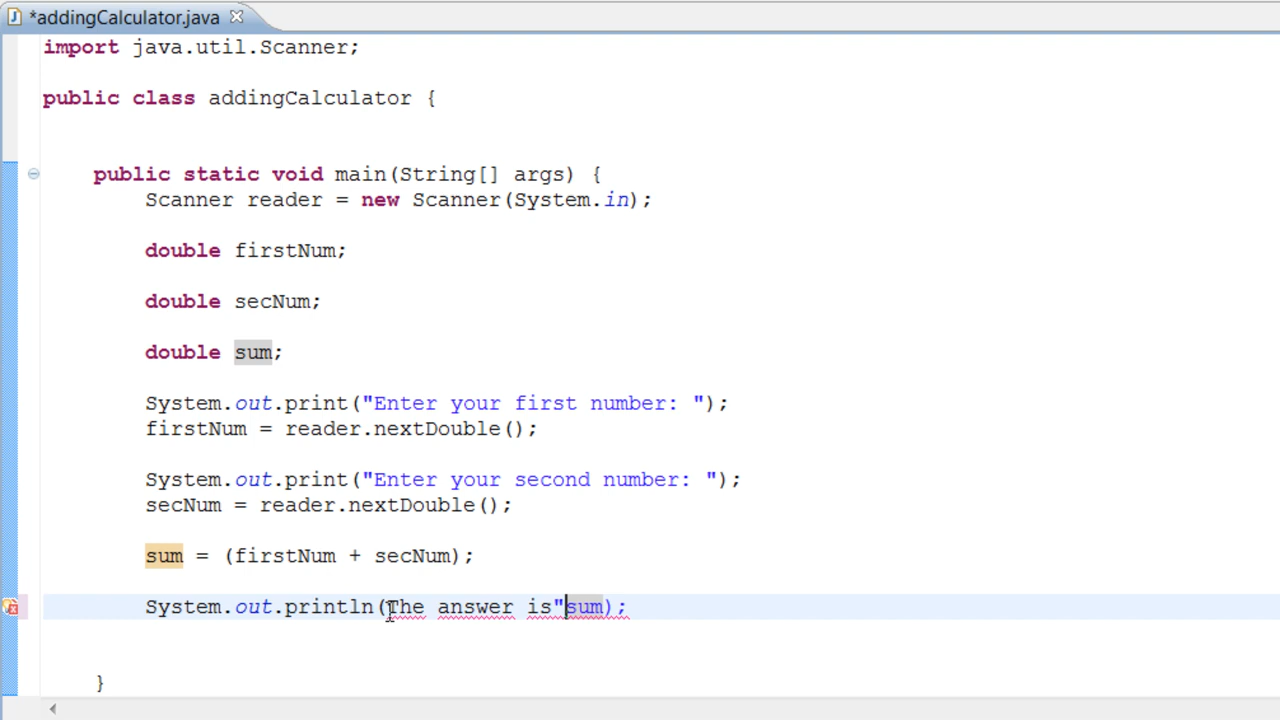 *addingCalculator.java
import java.util.Scanner;
public class addingCalculator {
public static void main(String[] args) {
Scanner reader = new Scanner(System.in);
double firstNum;
double secNum;
double sum;
System.out.print("Enter your first number: ");
firstNum = reader.nextDouble();
System.out.print("Enter your second number: ");
secNum = reader.nextDouble();
sum = (firstNum + secNum);
System.out.println(The answer is"sum);
}